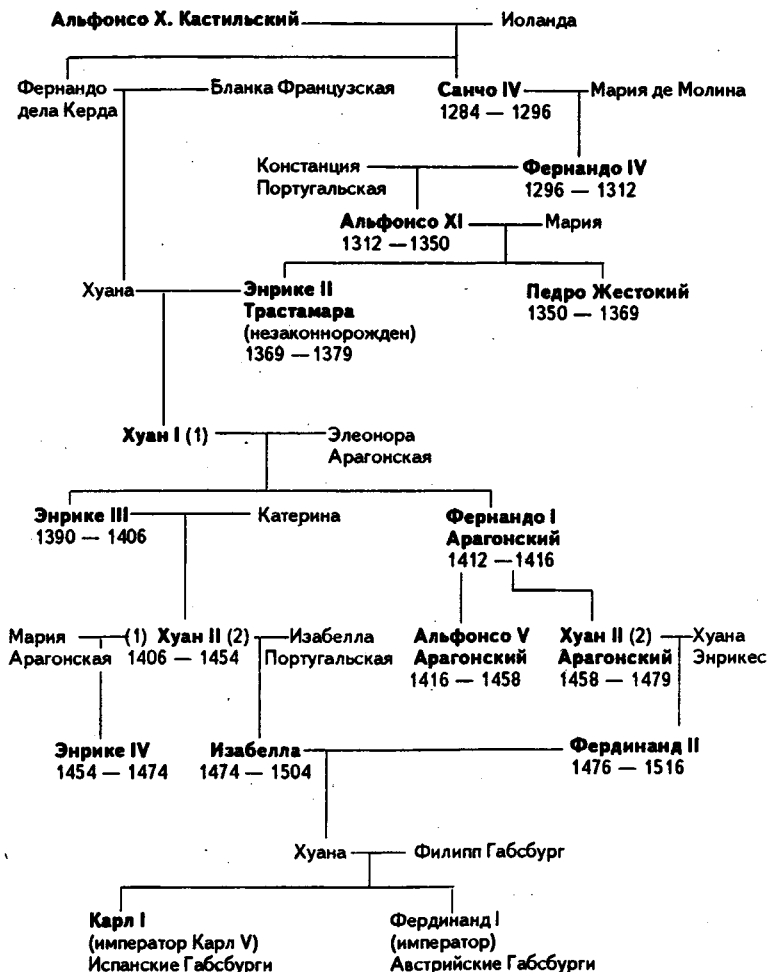 Альфонсо X. Кастильский
Иоланда
Фернандо
дела Керда
Бланка Французская
Санчо IV
1284 — 1296
Мария де Молина
Констанция
Португальская
Фернандо IV
1296 — 1312
Альфонсо XI
1312 — 1350
Мария
Хуана
Энрике II
Трастамара
(незаконнорожден)
1369 — 1379
Педро Жестокий
1350 — 1369
Хуан I (1)
Элеонора
Арагонская
Энрике III
1390 — 1406
Катерина
Фернандо I
Арагонский
1412 — 1416
Мария
Арагонская
(1) Хуан II (2)
1406 — 1454
Изабелла
Португальская
Альфонсо V
Арагонский
1416 — 1458
Хуан II (2)
Арагонский
1458 — 1479
Хуана
Энрикес
Энрике IV
1454 — 1474
Изабелла
1474 — 1504
Фердинанд II
1476 — 1516
Хуана
Филипп Габсбург
Карл I
(император Карл V)
Испанские Габсбурги
Фердинанд I
(император)
Австрийские Габсбурги